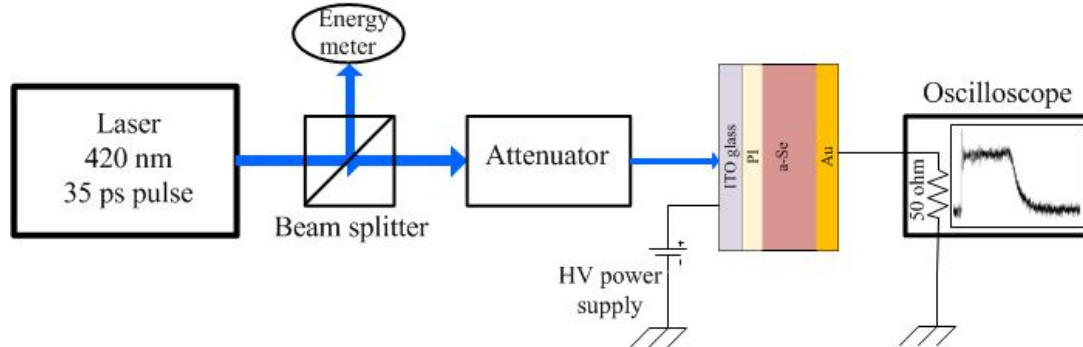 Energy
meter
Laser
420 nm
35 ps pulse
Beam splitter
Attenuator
ITO glass
PI
a-Se
Au
Oscilloscope
50 ohm
+
-
HV power
supply